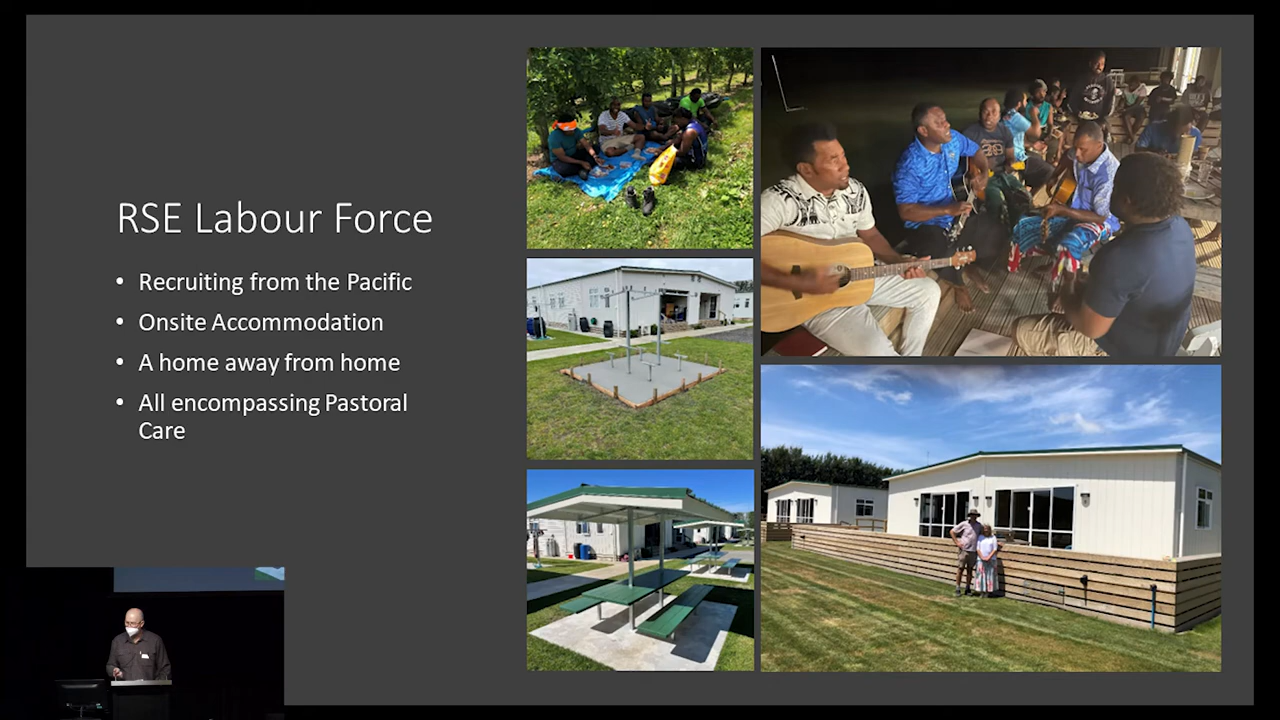 RSE Labour Force
• Recruiting from the Pacific
• Onsite Accommodation
• A home away from home
• All encompassing Pastoral
Care